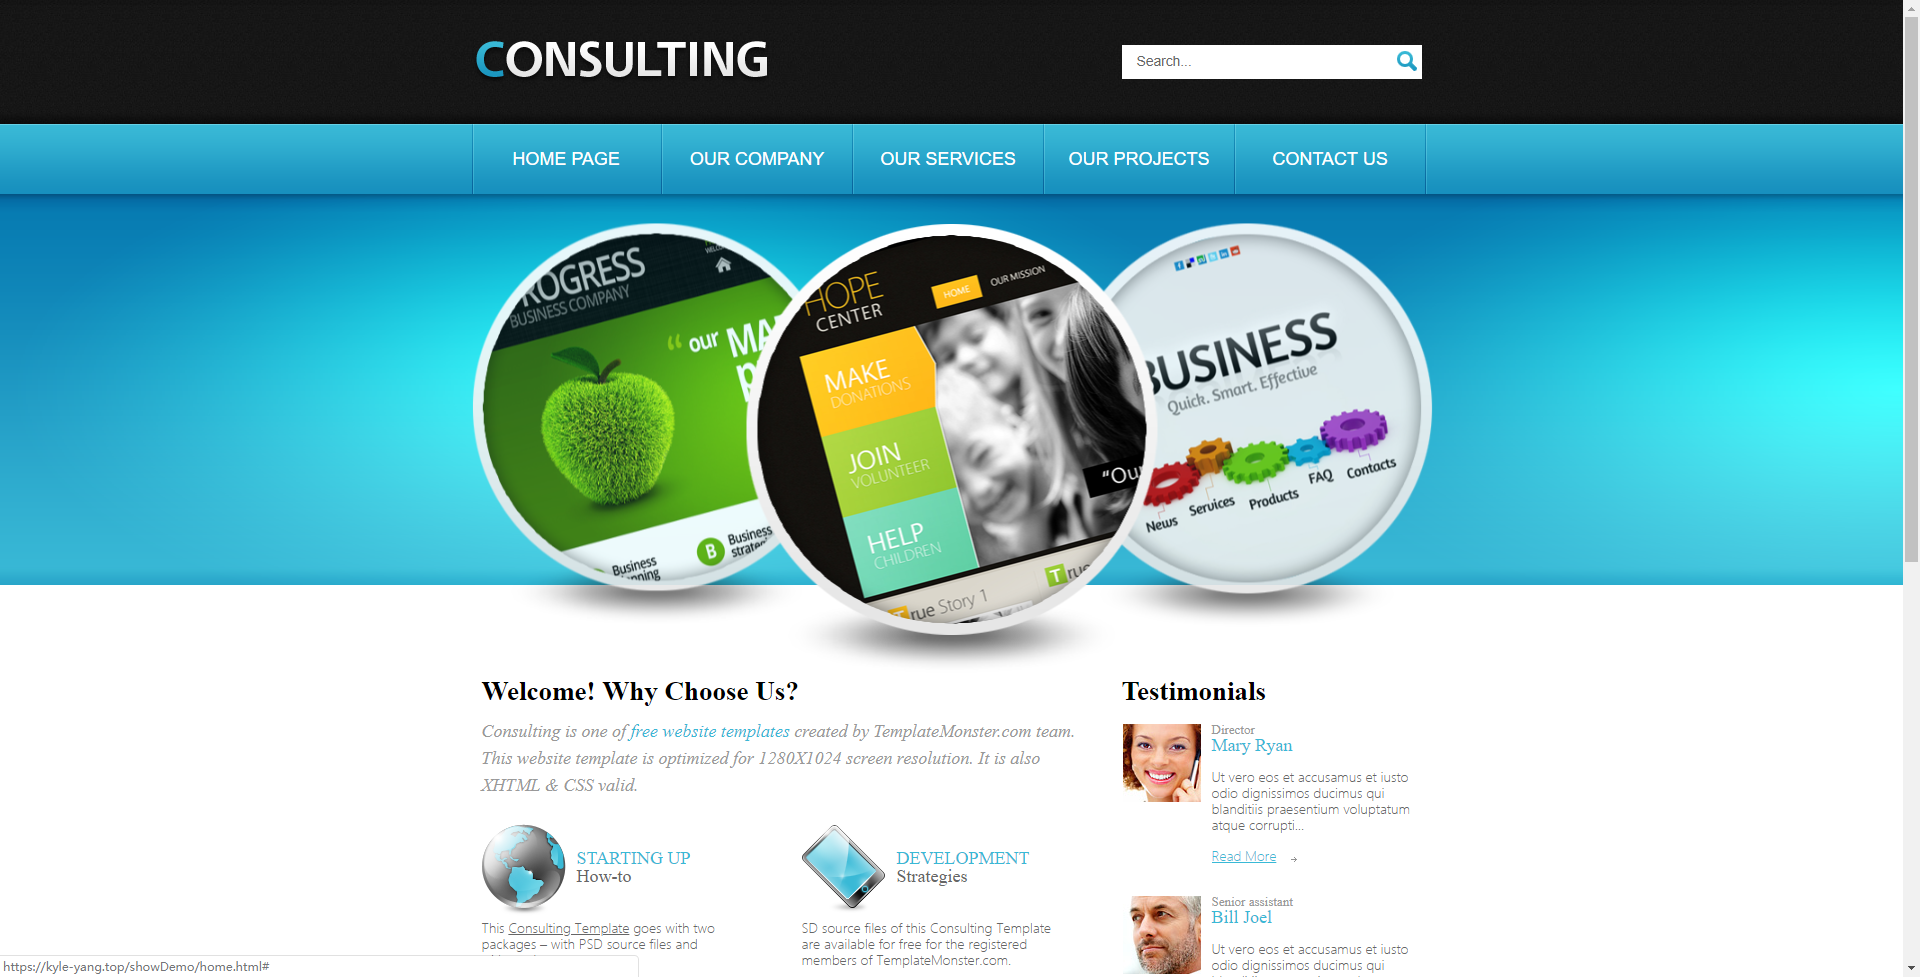 CONSULTING
Search...
HOME PAGE
OUR COMPANY
OUR SERVICES
OUR PROJECTS
CONTACT US
ROGRESS
BUSINESS COMPANY
“ our MA
Business
Business
HOPE
CENTER
HOME
OUR MISSION
MAKE
DONATIONS
JOIN
VOLUNTEER
HELP
CHILDREN
“Ou
True Story 1
True
BUSINESS
Quick. Smart. Effective
News
Services
Products
FAQ
Contacts
Welcome! Why Choose Us?
Consulting is one of free website templates created by TemplateMonster.com team.
This website template is optimized for 1280X1024 screen resolution. It is also
XHTML & CSS valid.
STARTING UP
How-to
This Consulting Template goes with two
packages – with PSD source files and
DEVELOPMENT
Strategies
SD source files of this Consulting Template
are available for free for the registered
members of TemplateMonster.com.
Testimonials
Director
Mary Ryan
Ut vero eos et accusamus et iusto
odio dignissimos ducimus qui
blanditiis praesentium voluptatum
atque corrupti...
Read More
Senior assistant
Bill Joel
Ut vero eos et accusamus et iusto
odio dignissimos ducimus qui
https://kyle-yang.top/showDemo/home.html#